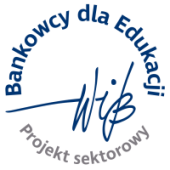 Bankowcy dla Edukacji
WiB
Projekt sektorowy